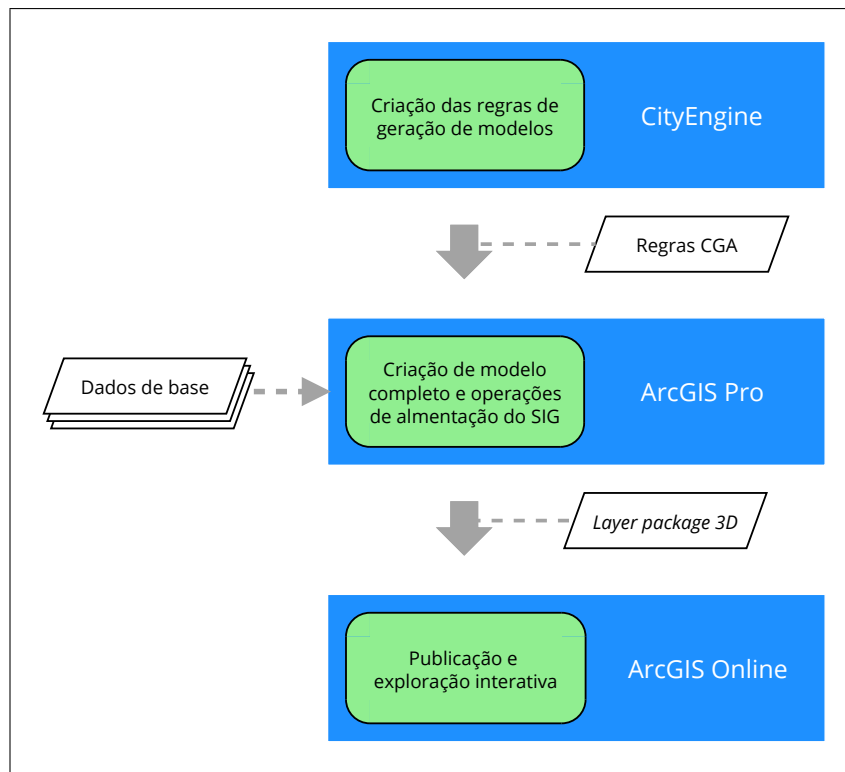 Criação das regras de
geração de modelos
CityEngine
Regras CGA
Dados de base
Criação de modelo
completo e operações
de almentação do SIG
ArcGIS Pro
Layer package 3D
Publicação e
exploração interativa
ArcGIS Online